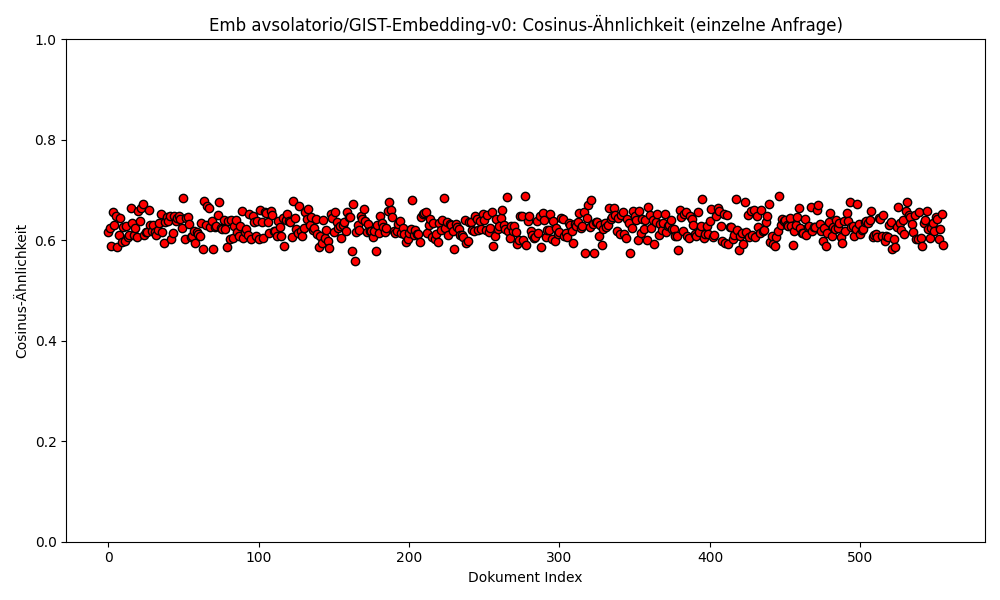 Emb avsolatorio/GIST-Embedding-v0: Cosinus-Ähnlichkeit (einzelne Anfrage)
1.0
0.8
0.6
0.4
0.2
0.0
Cosinus-Ähnlichkeit
0 100 200 300 400 500
Dokument Index